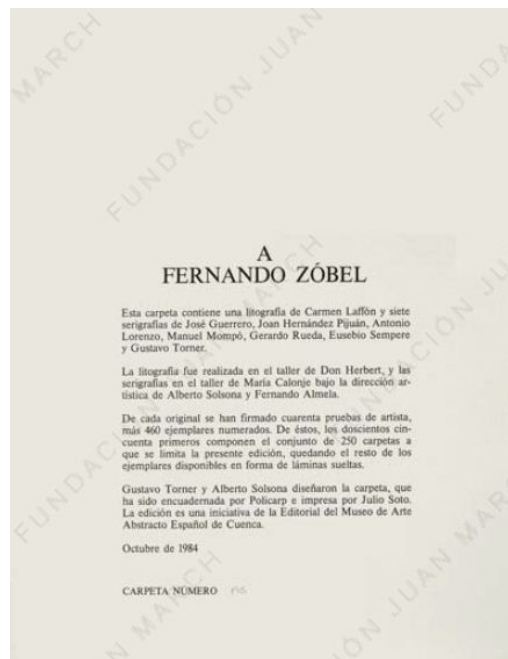 A
FERNANDO ZÓBEL
Esta carpeta contiene una litografía de Carmen Laffón y siete
serigrafías de José Guerrero, Joan Hernández Pijuán, Antonio
Lorenzo, Manuel Mompó, Gerardo Rueda, Eusebio Sempere
y Gustavo Torner.
La litografía fue realizada en el taller de Don Herbert, y las
serigrafías en el taller de María Calonje bajo la dirección ar-
tística de Alberto Solsona y Fernando Almela.
De cada original se han firmado cuarenta pruebas de artista,
más 460 ejemplares numerados. De éstos, los doscientos cin-
cuenta primeros componen el conjunto de 250 carpetas a
que se limita la presente edición, quedando el resto de los
ejemplares disponibles en forma de láminas sueltas.
Gustavo Torner y Alberto Solsona diseñaron la carpeta, que
ha sido encuadernada por Policarp e impresa por Julio Soto.
La edición es una iniciativa de la Editorial del Museo de Arte
Abstracto Español de Cuenca.
Octubre de 1984
CARPETA NÚMERO
FUNDACIÓN JUAN MARCH